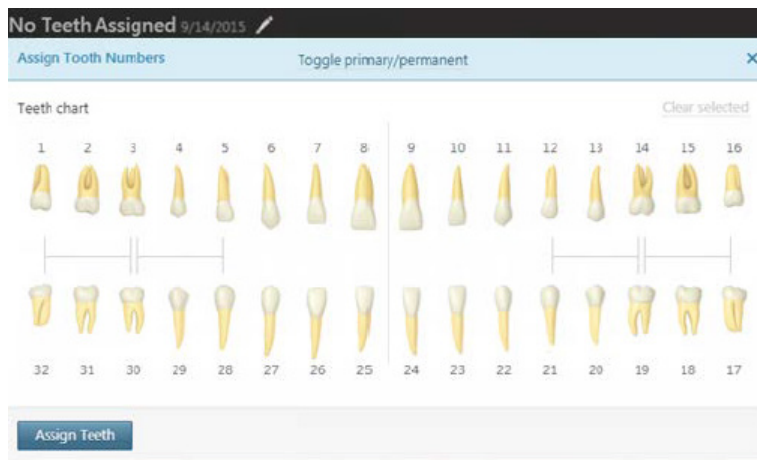 No Teeth Assigned 9/14/2015
Assign Tooth Numbers Toggle primary/permanent ×
Teeth chart Clear selected
1 2 3 4 5 6 7 8 9 10 11 12 13 14 15 16
32 31 30 29 28 27 26 25 24 23 22 21 20 19 18 17
Assign Teeth